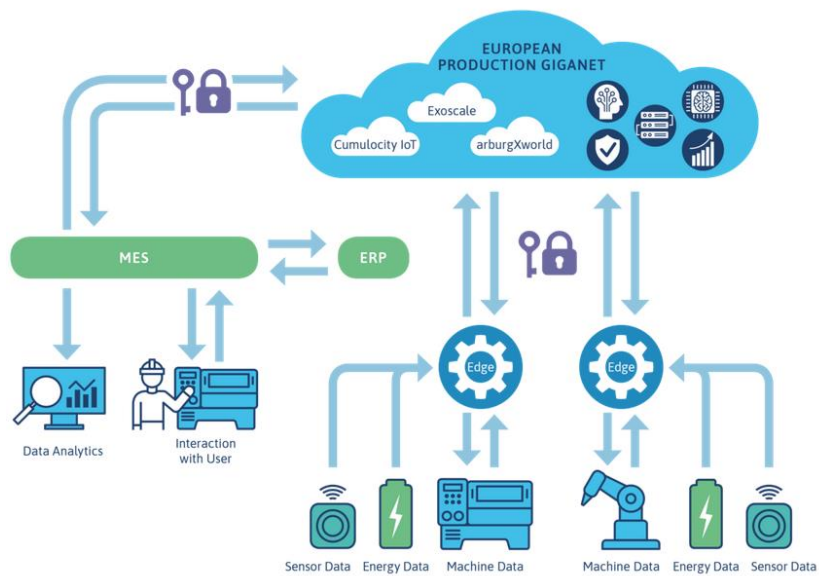 EUROPEAN
PRODUCTION GIGANET
Exoscale
Cumulocity IoT
arburgXworld
MES
ERP
Edge
Edge
Data Analytics
Interaction
with User
Sensor Data
Energy Data
Machine Data
Machine Data
Energy Data
Sensor Data